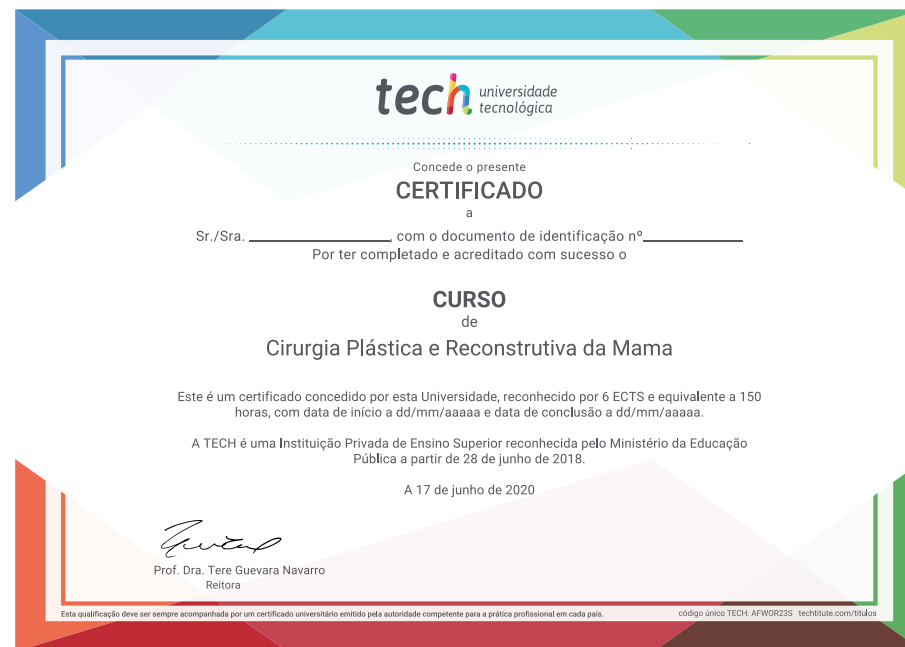 tech universidade
tecnológica
Concede o presente
CERTIFICADO
a
Sr./Sra. , com o documento de identificação nº
Por ter completado e acreditado com sucesso o
CURSO
de
Cirurgia Plástica e Reconstrutiva da Mama
Este é um certificado concedido por esta Universidade, reconhecido por 6 ECTS e equivalente a 150
horas, com data de início a dd/mm/aaaaa e data de conclusão a dd/mm/aaaaa.
A TECH é uma Instituição Privada de Ensino Superior reconhecida pelo Ministério da Educação
Pública a partir de 28 de junho de 2018.
A 17 de junho de 2020
Prof. Dra. Tere Guevara Navarro
Reitora
Esta qualificação deve ser sempre acompanhada por um certificado universitário emitido pela autoridade competente para a prática profissional em cada país.
código único TECH: AFWOR23S techtitute.com/titulos